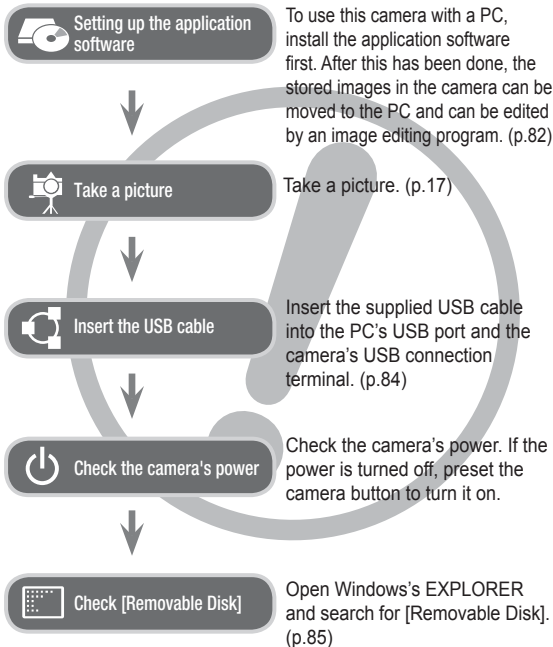 Setting up the application
software
To use this camera with a PC,
install the application software
first. After this has been done, the
stored images in the camera can be
moved to the PC and can be edited
by an image editing program. (p.82)
Take a picture
Take a picture. (p.17)
Insert the USB cable
Insert the supplied USB cable
into the PC’s USB port and the
camera’s USB connection
terminal. (p.84)
Check the camera's power
Check the camera’s power. If the
power is turned off, preset the
camera button to turn it on.
Check [Removable Disk]
Open Windows’s EXPLORER
and search for [Removable Disk].
(p.85)